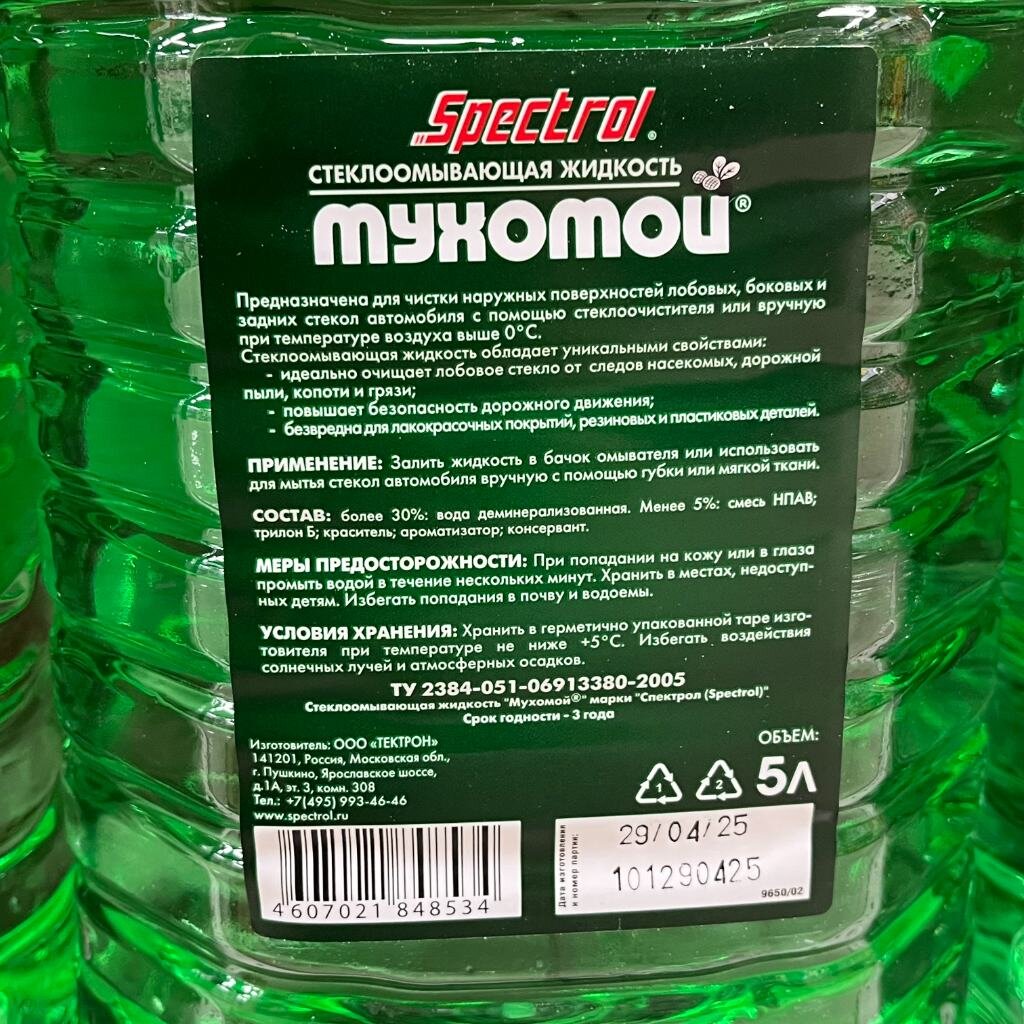 Spectrol®
СТЕКЛООМЫВАЮЩАЯ ЖИДКОСТЬ
МУХОМОЙ®
Предназначена для чистки наружных поверхностей лобовых, боковых и
задних стекол автомобиля с помощью стеклоочистителя или вручную
при температуре воздуха выше 0°С.
Стеклоомывающая жидкость обладает уникальными свойствами:
- идеально очищает лобовое стекло от следов насекомых, дорожной
пыли, копоти и грязи;
- повышает безопасность дорожного движения;
- безвредна для лакокрасочных покрытий, резиновых и пластиковых деталей.
ПРИМЕНЕНИЕ: Залить жидкость в бачок омывателя или использовать
для мытья стекол автомобиля вручную с помощью губки или мягкой ткани.
СОСТАВ: более 30%: вода деминерализованная. Менее 5%: смесь НПАВ;
трилон Б; краситель; ароматизатор; консервант.
МЕРЫ ПРЕДОСТОРОЖНОСТИ: При попадании на кожу или в глаза
промыть водой в течение нескольких минут. Хранить в местах, недоступ-
ных детям. Избегать попадания в почву и водоемы.
УСЛОВИЯ ХРАНЕНИЯ: Хранить в герметично упакованной таре изго-
товителя при температуре не ниже +5°С. Избегать воздействия
солнечных лучей и атмосферных осадков.
ТУ 2384-051-06913380-2005
Стеклоомывающая жидкость "Мухомой®" марки "Спектрол (Spectrol)"
Срок годности - 3 года
Изготовитель: ООО «ТЕКТРОН»
141201, Россия, Московская обл.,
г. Пушкино, Ярославское шоссе,
д.1А, эт. 3, комн. 308
Тел.: +7(495) 993-46-46
www.spectrol.ru
ОБЪЕМ:
1 2 5л
4 607021 848534
Дата изготовления
и номер партии:
29/04/25
101290425
9650/02